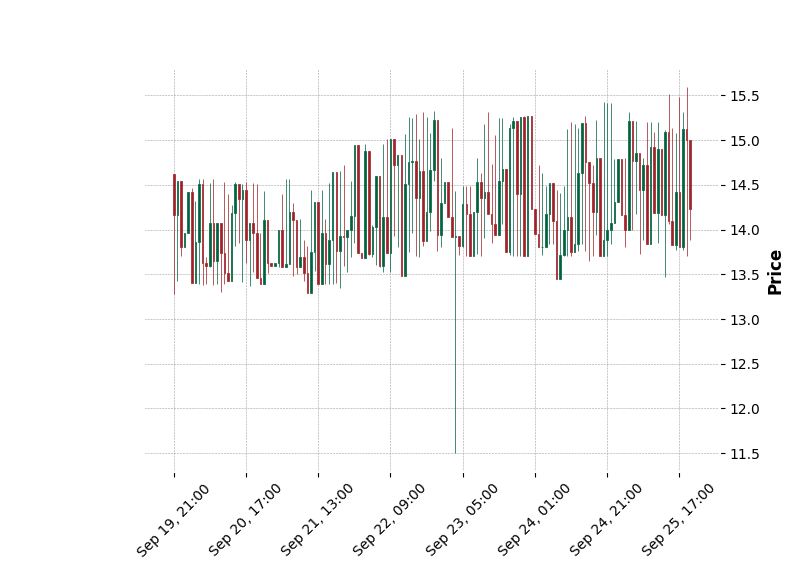 15.5
15.0
14.5
14.0
13.5
13.0
12.5
12.0
11.5
Price
Sep 19, 21:00
Sep 20, 17:00
Sep 21, 13:00
Sep 22, 09:00
Sep 23, 05:00
Sep 24, 01:00
Sep 24, 21:00
Sep 25, 17:00